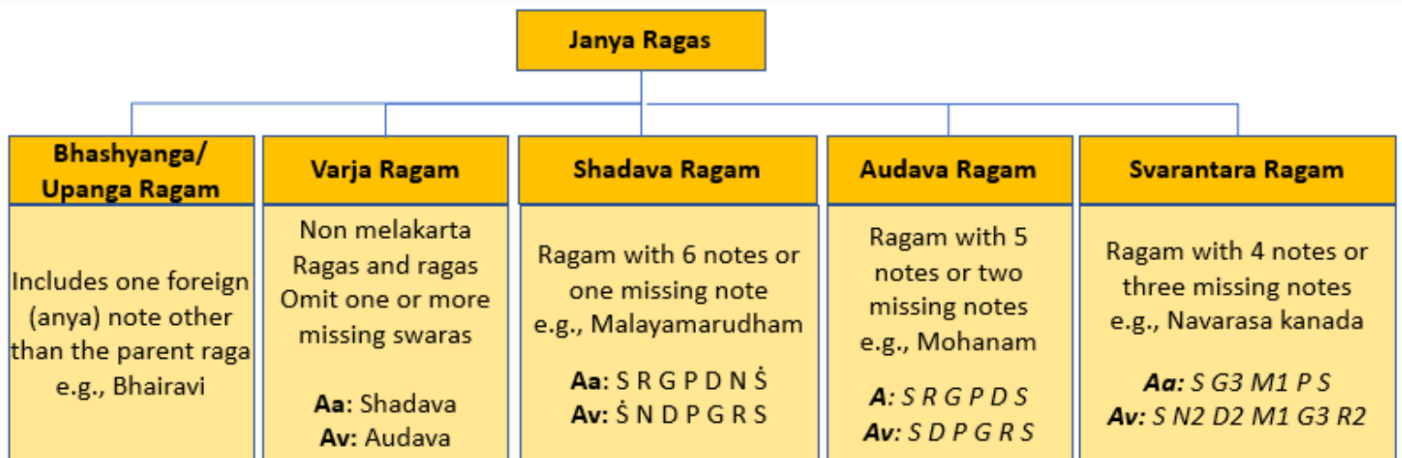 Janya Ragas
Bhashyanga/
Upanga Ragam
Includes one foreign
(anya) note other
than the parent raga
e.g., Bhairavi
Varja Ragam
Non melakarta
Ragas and ragas
Omit one or more
missing swaras
Aa: Shadava
Av: Audava
Shadava Ragam
Ragam with 6 notes or
one missing note
e.g., Malayamarudham
Aa: S R G P D N Ṡ
Av: Ṡ N D P G R S
Audava Ragam
Ragam with 5
notes or two
missing notes
e.g., Mohanam
A: S R G P D S
Av: S D P G R S
Svarantara Ragam
Ragam with 4 notes or
three missing notes
e.g., Navarasa kanada
Aa: S G3 M1 P S
Av: S N2 D2 M1 G3 R2